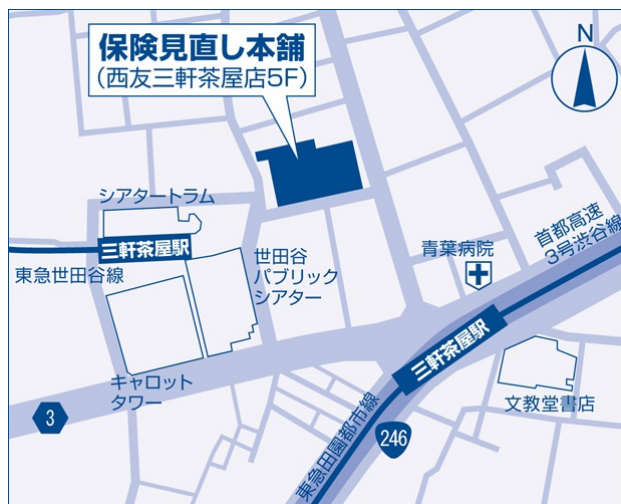 保険見直し本舗
(西友三軒茶屋店5F)
N
シアタートラム
三軒茶屋駅
東急世田谷線
世田谷
パブリック
シアター
青葉病院
首都高速
3号渋谷線
キャロット
タワー
3
三軒茶屋駅
文教堂書店
東急田園都市線
246